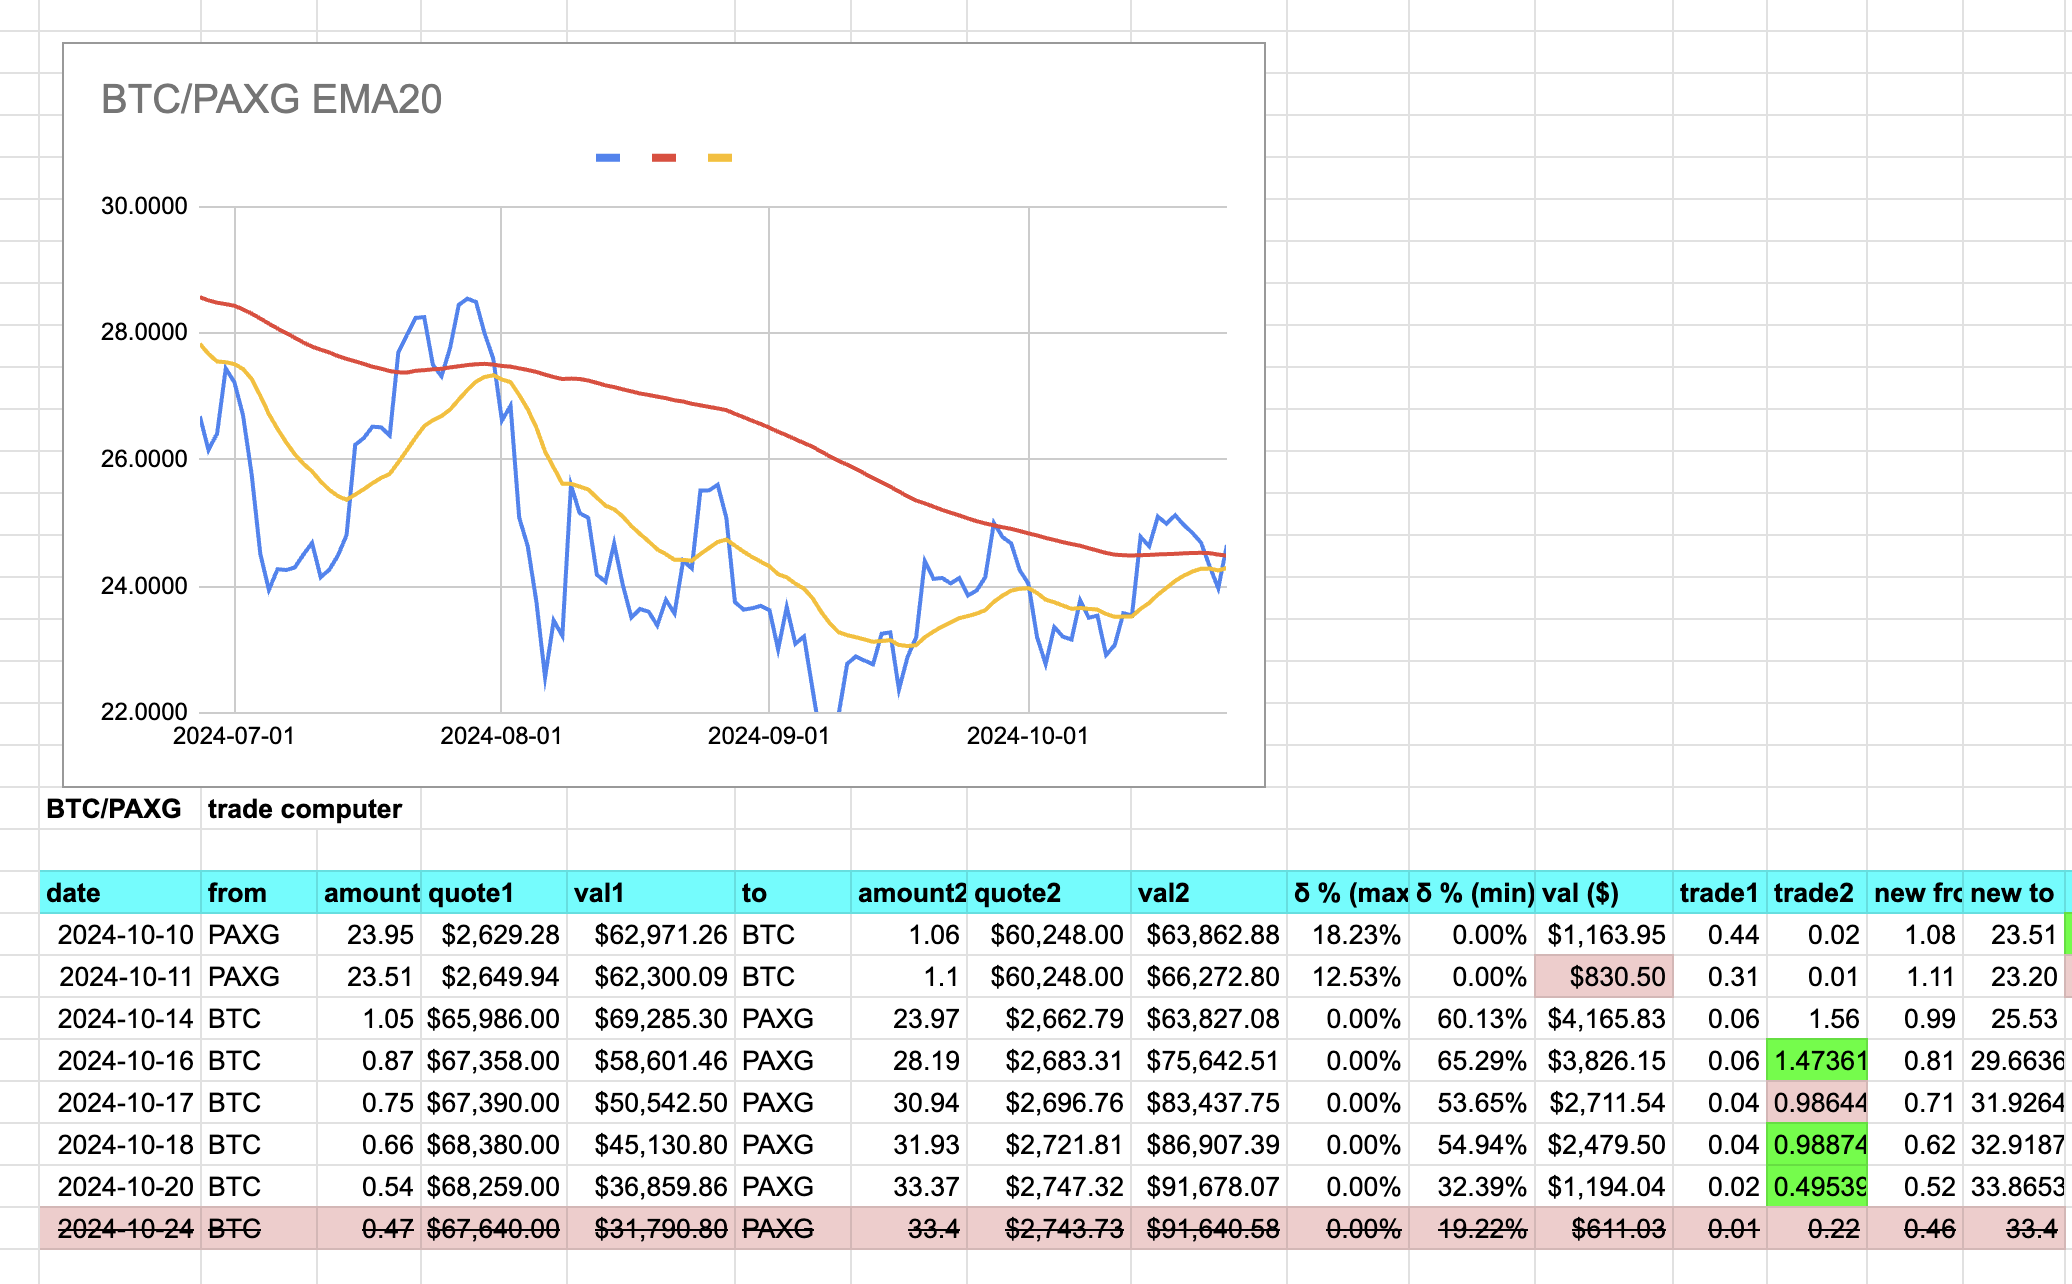 BTC/PAXG EMA20
30.0000
28.0000
26.0000
24.0000
22.0000
2024-07-01 2024-08-01 2024-09-01 2024-10-01
BTC/PAXG trade computer
date from amount quote1 val1 to amount2 quote2 val2 δ % (max δ % (min) val ($) trade1 trade2 new fro new to
2024-10-10 PAXG 23.95 $2,629.28 $62,971.26 BTC 1.06 $60,248.00 $63,862.88 18.23% 0.00% $1,163.95 0.44 0.02 1.08 23.51
2024-10-11 PAXG 23.51 $2,649.94 $62,300.09 BTC 1.1 $60,248.00 $66,272.80 12.53% 0.00% $830.50 0.31 0.01 1.11 23.20
2024-10-14 BTC 1.05 $65,986.00 $69,285.30 PAXG 23.97 $2,662.79 $63,827.08 0.00% 60.13% $4,165.83 0.06 1.56 0.99 25.53
2024-10-16 BTC 0.87 $67,358.00 $58,601.46 PAXG 28.19 $2,683.31 $75,642.51 0.00% 65.29% $3,826.15 0.06 1.47361 0.81 29.6636
2024-10-17 BTC 0.75 $67,390.00 $50,542.50 PAXG 30.94 $2,696.76 $83,437.75 0.00% 53.65% $2,711.54 0.04 0.98644 0.71 31.9264
2024-10-18 BTC 0.66 $68,380.00 $45,130.80 PAXG 31.93 $2,721.81 $86,907.39 0.00% 54.94% $2,479.50 0.04 0.98874 0.62 32.9187
2024-10-20 BTC 0.54 $68,259.00 $36,859.86 PAXG 33.37 $2,747.32 $91,678.07 0.00% 32.39% $1,194.04 0.02 0.49539 0.52 33.8653
2024-10-24 BTC 0.47 $67,640.00 $31,790.80 PAXG 33.4 $2,743.73 $91,640.58 0.00% 19.22% $611.03 0.01 0.22 0.46 33.4